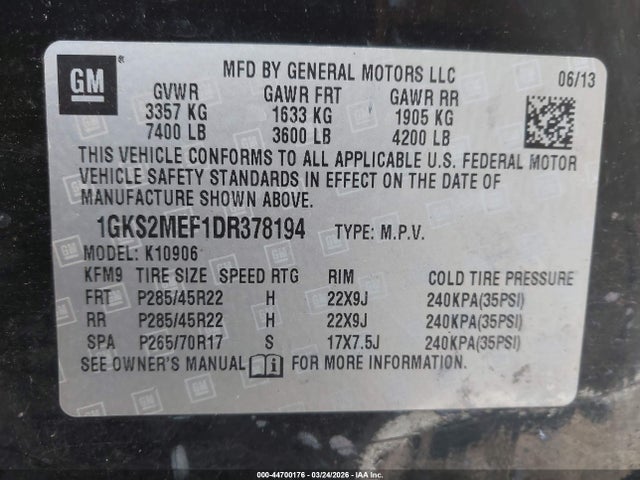 GM
MFD BY GENERAL MOTORS LLC
06/13
GVWR GAWR FRT GAWR RR
3357 KG 1633 KG 1905 KG
7400 LB 3600 LB 4200 LB
THIS VEHICLE CONFORMS TO ALL APPLICABLE U.S. FEDERAL MOTOR
VEHICLE SAFETY STANDARDS IN EFFECT ON THE DATE OF
MANUFACTURE SHOWN ABOVE.
1GKS2MEF1DR378194 TYPE: M.P.V.
MODEL: K10906
KFM9 TIRE SIZE SPEED RTG RIM COLD TIRE PRESSURE
FRT P285/45R22 H 22X9J 240KPA(35PSI)
RR P285/45R22 H 22X9J 240KPA(35PSI)
SPA P265/70R17 S 17X7.5J 240KPA(35PSI)
SEE OWNER'S MANUAL FOR MORE INFORMATION.
000-44700176 - 03/24/2026 - IAA Inc.